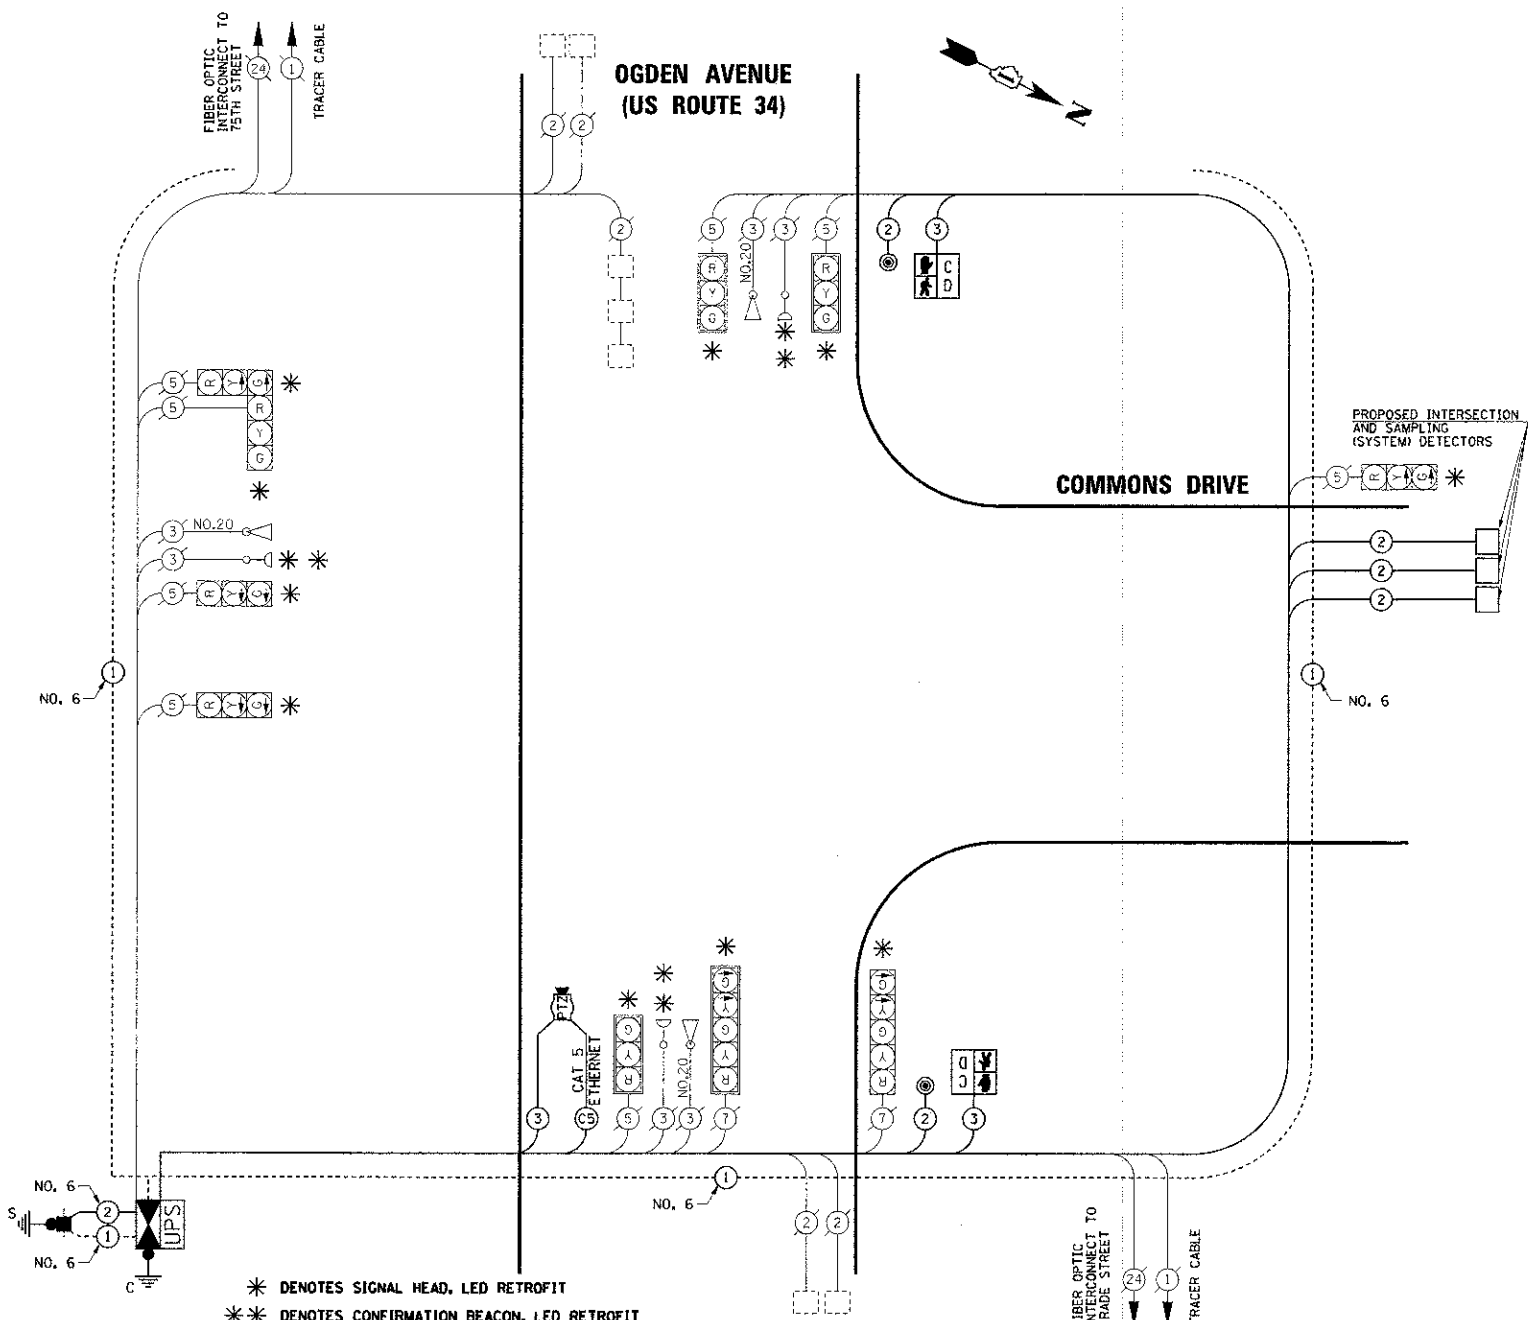 FIBER OPTIC
INTERCONNECT TO
75TH STREET
24
1
TRACER CABLE
OGDEN AVENUE
(US ROUTE 34)
N
2
2
2
5
3
3
5
2
3
NO.20
R
Y
G
R
Y
G
C
D
5
R
Y
G
5
R
Y
G
3
NO.20
3
5
R
Y
G
5
R
Y
G
PROPOSED INTERSECTION
AND SAMPLING
(SYSTEM) DETECTORS
COMMONS DRIVE
5
R
Y
G
2
2
2
1
NO. 6
1
NO. 6
PTZ
CAT 5
ETHERNET
G
Y
R
NO.20
G
Y
G
Y
R
G
Y
G
Y
R
D
C
3
C5
5
3
3
7
7
2
3
1
NO. 6
NO. 6
2
S
1
NO. 6
UPS
C
2
2
IBER OPTIC
NTERCONNECT TO
RADE STREET
24
1
RACER CABLE
DENOTES SIGNAL HEAD, LED RETROFIT
DENOTES CONFIRMATION BEACON, LED RETROFIT